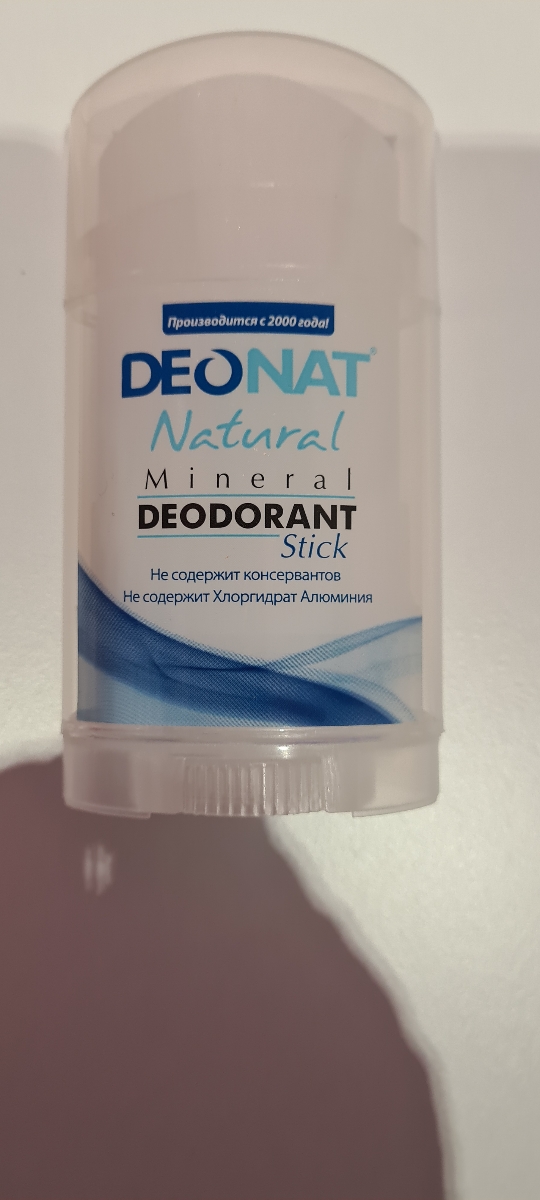 Производится с 2000 года!
DEONAT®
Natural
Mineral
DEODORANT
Stick
Не содержит консервантов
Не содержит Хлоргидрат Алюминия